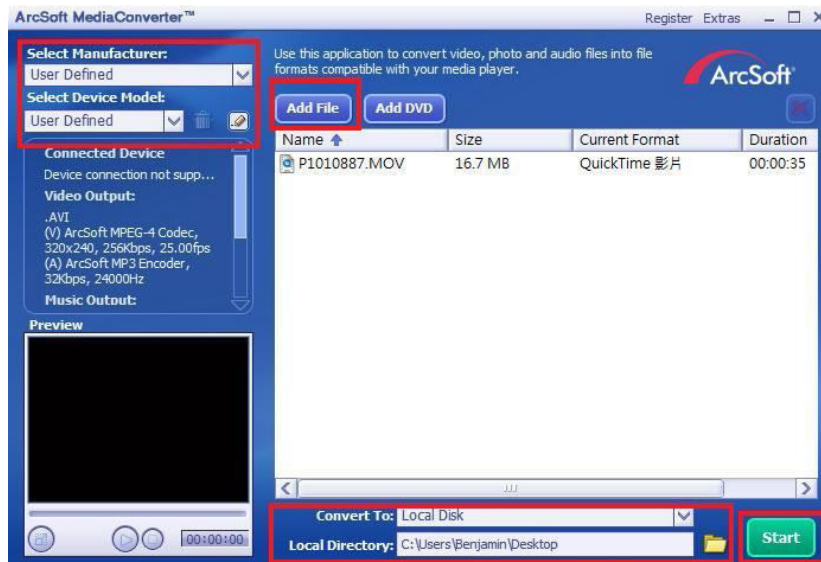 ArcSoft MediaConverter™
Register Extras
Select Manufacturer:
User Defined
Select Device Model:
User Defined
Connected Device
Device connection not supp...
Video Output:
.AVI
(V) ArcSoft MPEG-4 Codec,
320x240, 256Kbps, 25.00fps
(A) ArcSoft MP3 Encoder,
32Kbps, 24000Hz
Music Output:
Preview
00:00:00
Use this application to convert video, photo and audio files into file
formats compatible with your media player.
ArcSoft
Add File Add DVD
Name Size Current Format Duration
P1010887.MOV 16.7 MB QuickTime 影片 00:00:35
Convert To: Local Disk
Local Directory: C:\Users\Benjamin\Desktop
Start